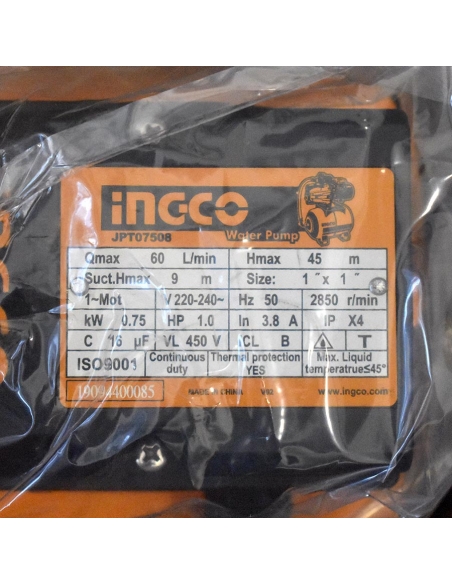 INGCO
JPT07508
Water Pump
Qmax 60 L/min Hmax 45 m
Suct.Hmax 9 m Size: 1 ″x 1 ″
1~Mot V 220-240~ Hz 50 2850 r/min
kW 0.75 HP 1.0 In 3.8 A IP X4
C 16 µF VL 450 V CL B T
ISO9001 Continuous duty Thermal protection YES Max. Liquid temperatrue≤45°
19094400085 MADE IN CHINA V02 www.ingco.com